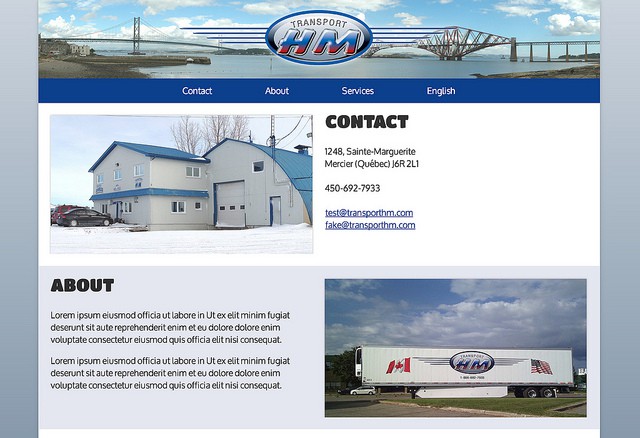 TRANSPORT
HM
Contact About Services English
CONTACT
1248, Sainte-Marguerite
Mercier (Québec) J6R 2L1
450-692-7933
test@transporthm.com
fake@transporthm.com
ABOUT
Lorem ipsum eiusmod officia ut labore in Ut ex elit minim fugiat
deserunt sit aute reprehenderit enim et eu dolore dolore enim
voluptate consectetur eiusmod quis officia elit nisi consequat.
Lorem ipsum eiusmod officia ut labore in Ut ex elit minim fugiat
deserunt sit aute reprehenderit enim et eu dolore dolore enim
voluptate consectetur eiusmod quis officia elit nisi consequat.
TRANSPORT
HM